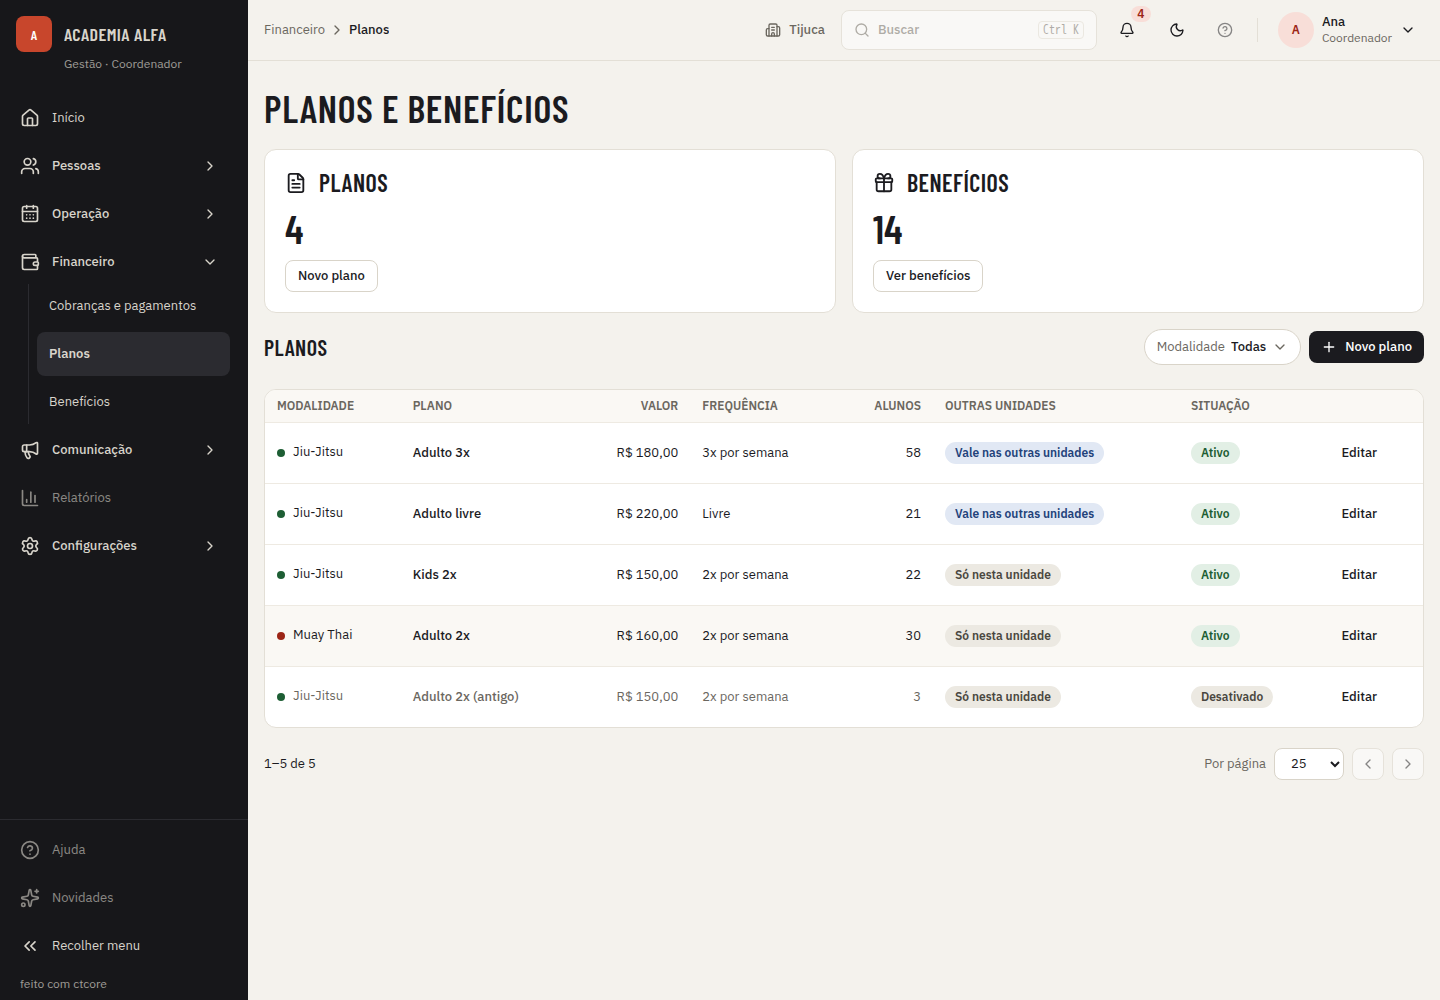 A
ACADEMIA ALFA
Gestão · Coordenador
Início
Pessoas
Operação
Financeiro
Cobranças e pagamentos
Planos
Benefícios
Comunicação
Relatórios
Configurações
Ajuda
Novidades
Recolher menu
feito com ctcore
Financeiro > Planos
Tijuca
Buscar
Ctrl K
4
A
Ana
Coordenador
PLANOS E BENEFÍCIOS
PLANOS
4
Novo plano
BENEFÍCIOS
14
Ver benefícios
PLANOS
Modalidade Todas
Novo plano
MODALIDADE PLANO VALOR FREQUÊNCIA ALUNOS OUTRAS UNIDADES SITUAÇÃO
Jiu-Jitsu Adulto 3x R$ 180,00 3x por semana 58 Vale nas outras unidades Ativo Editar
Jiu-Jitsu Adulto livre R$ 220,00 Livre 21 Vale nas outras unidades Ativo Editar
Jiu-Jitsu Kids 2x R$ 150,00 2x por semana 22 Só nesta unidade Ativo Editar
Muay Thai Adulto 2x R$ 160,00 2x por semana 30 Só nesta unidade Ativo Editar
Jiu-Jitsu Adulto 2x (antigo) R$ 150,00 2x por semana 3 Só nesta unidade Desativado Editar
1–5 de 5
Por página 25